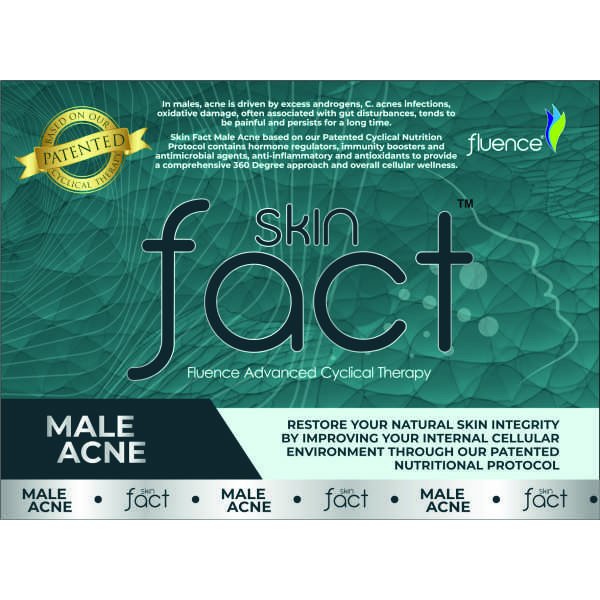 In males, acne is driven by excess androgens, C. acnes infections,
oxidative damage, often associated with gut disturbances, tends to
be painful and persists for a long time.
Skin Fact Male Acne based on our Patented Cyclical Nutrition
Protocol contains hormone regulators, immunity boosters and
antimicrobial agents, anti-inflammatory and antioxidants to provide
a comprehensive 360 Degree approach and overall cellular wellness.
BASED ON OUR
PATENTED
CYCLICAL THERAPY
fluence®
skin
fact
TM
Fluence Advanced Cyclical Therapy
MALE
ACNE
RESTORE YOUR NATURAL SKIN INTEGRITY
BY IMPROVING YOUR INTERNAL CELLULAR
ENVIRONMENT THROUGH OUR PATENTED
NUTRITIONAL PROTOCOL
MALE
ACNE
•
skin
fact
•
MALE
ACNE
•
skin
fact
•
MALE
ACNE
•
skin
fact
•